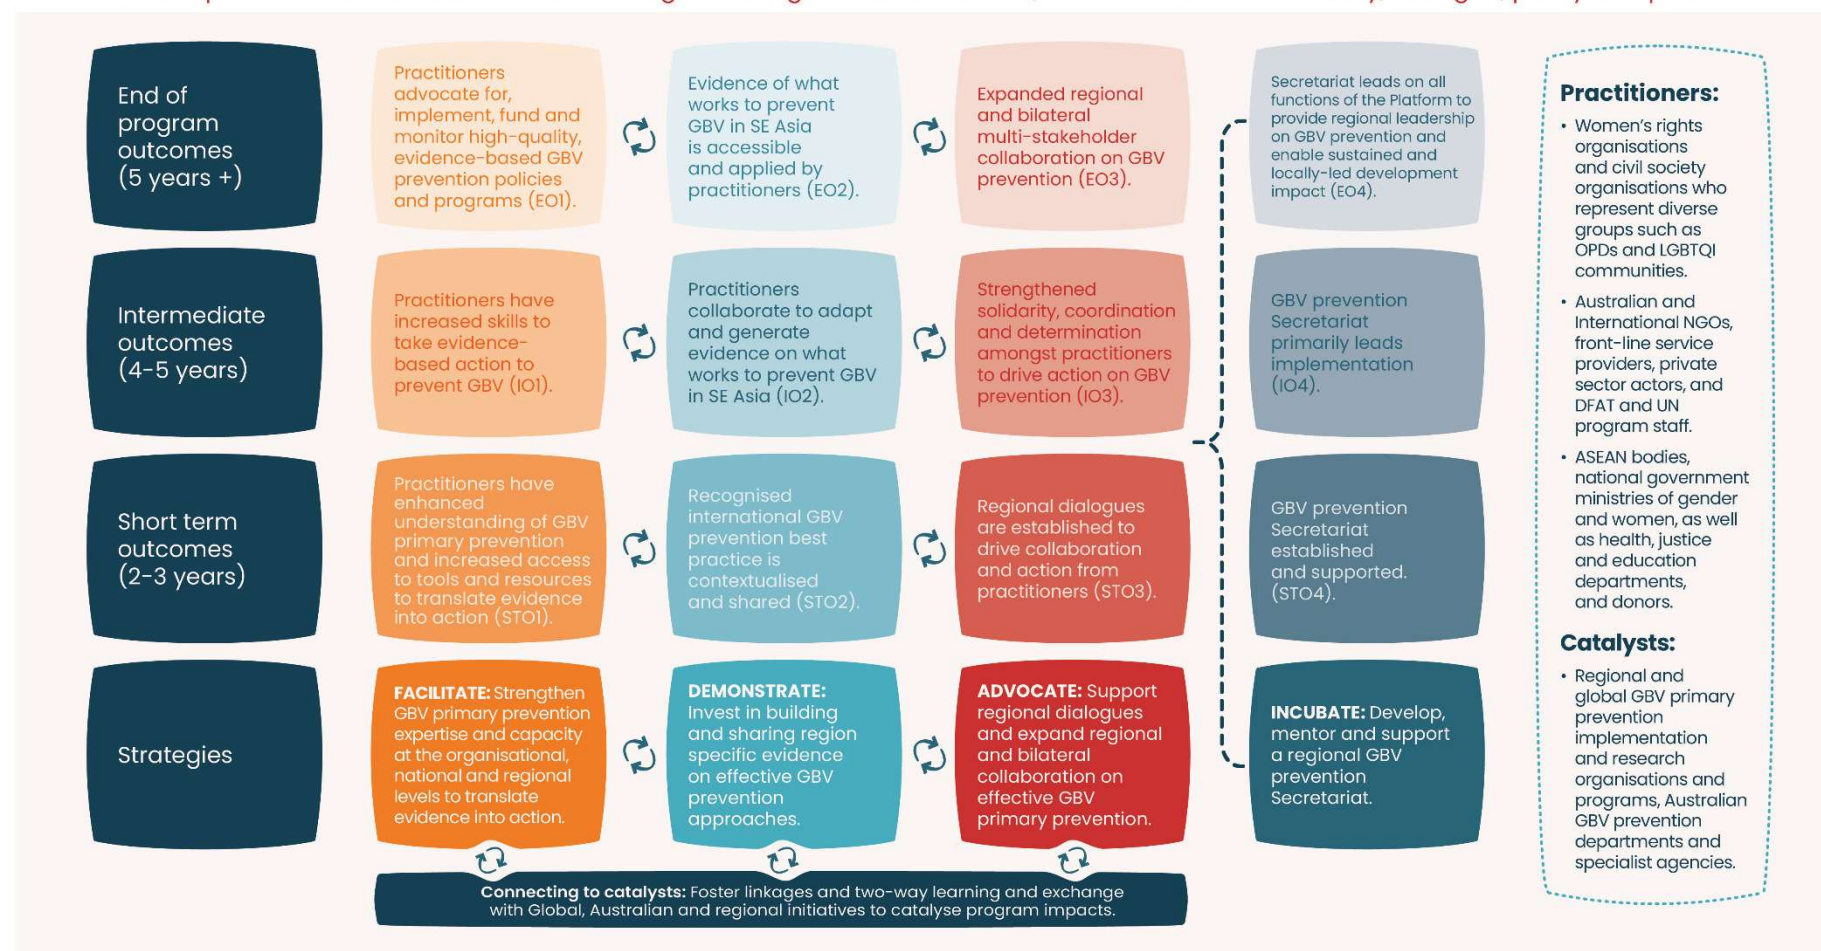 End of
program
outcomes
(5 years +)
Practitioners
advocate for,
implement, fund and
monitor high-quality,
evidence-based GBV
prevention policies
and programs (EO1).
Evidence of what
works to prevent
GBV in SE Asia
is accessible
and applied by
practitioners (EO2).
Expanded regional
and bilateral
multi-stakeholder
collaboration on GBV
prevention (EO3).
Secretariat leads on all
functions of the Platform to
provide regional leadership
on GBV prevention and
enable sustained and
locally-led development
impact (EO4).
Intermediate
outcomes
(4-5 years)
Practitioners have
increased skills to
take evidence-
based action to
prevent GBV (IO1).
Practitioners
collaborate to adapt
and generate
evidence on what
works to prevent GBV
in SE Asia (IO2).
Strengthened
solidarity, coordination
and determination
amongst practitioners
to drive action on GBV
prevention (IO3).
GBV prevention
Secretariat
primarily leads
implementation
(IO4).
Short term
outcomes
(2-3 years)
Practitioners have
enhanced
understanding of GBV
primary prevention
and increased access
to tools and resources
to translate evidence
into action (STO1).
Recognised
international GBV
prevention best
practice is
contextualised
and shared (STO2).
Regional dialogues
are established to
drive collaboration
and action from
practitioners (STO3).
GBV prevention
Secretariat
established
and supported.
(STO4).
Strategies
FACILITATE: Strengthen
GBV primary prevention
expertise and capacity
at the organisational,
national and regional
levels to translate
evidence into action.
DEMONSTRATE:
Invest in building
and sharing region
specific evidence
on effective GBV
prevention
approaches.
ADVOCATE: Support
regional dialogues
and expand regional
and bilateral
collaboration on
effective GBV
primary prevention.
INCUBATE: Develop,
mentor and support
a regional GBV
prevention
Secretariat.
Connecting to catalysts: Foster linkages and two-way learning and exchange
with Global, Australian and regional initiatives to catalyse program impacts.
Practitioners:
• Women's rights
organisations
and civil society
organisations who
represent diverse
groups such as
OPDs and LGBTQI
communities.
• Australian and
International NGOs,
front-line service
providers, private
sector actors, and
DFAT and UN
program staff.
• ASEAN bodies,
national government
ministries of gender
and women, as well
as health, justice
and education
departments,
and donors.
Catalysts:
• Regional and
global GBV primary
prevention
implementation
and research
organisations and
programs, Australian
GBV prevention
departments and
specialist agencies.